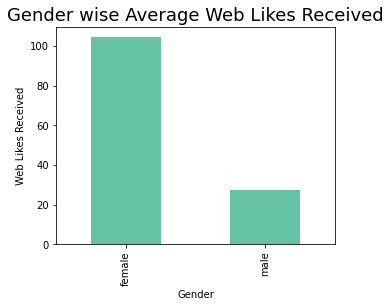 Gender wise Average Web Likes Received
100
80
60
40
20
0
Web Likes Received
female
male
Gender